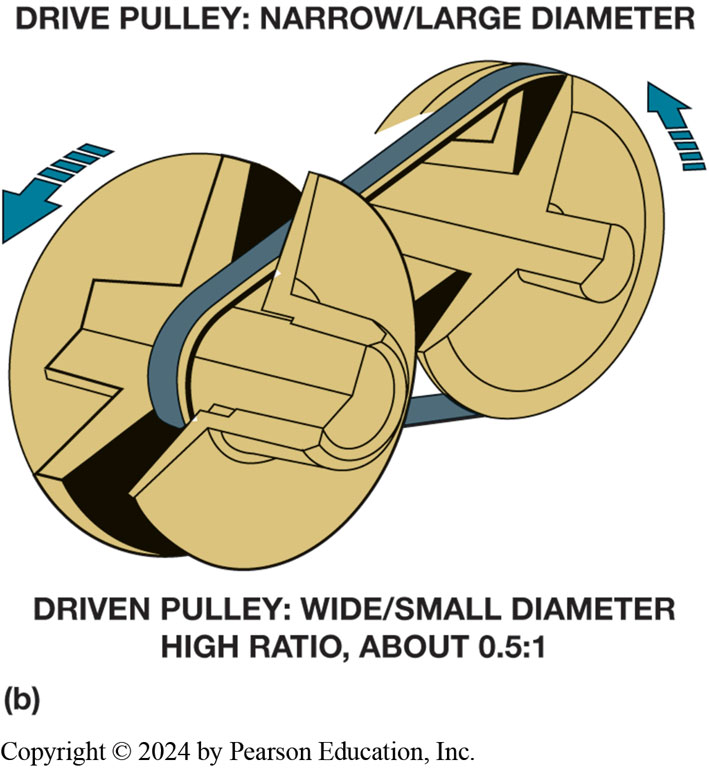 DRIVE PULLEY: NARROW/LARGE DIAMETER
DRIVEN PULLEY: WIDE/SMALL DIAMETER
HIGH RATIO, ABOUT 0.5:1
(b)
Copyright © 2024 by Pearson Education, Inc.